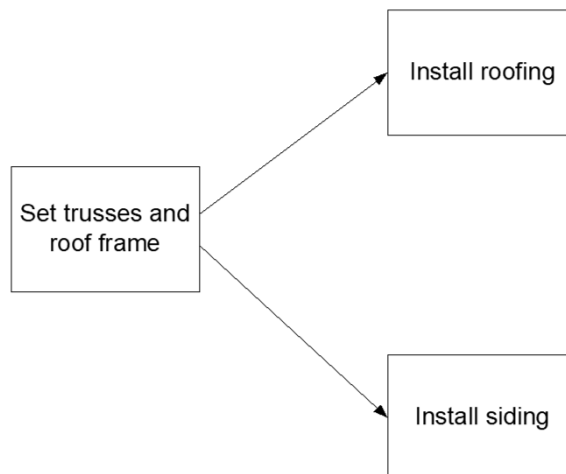 Install roofing
Set trusses and
roof frame
Install siding